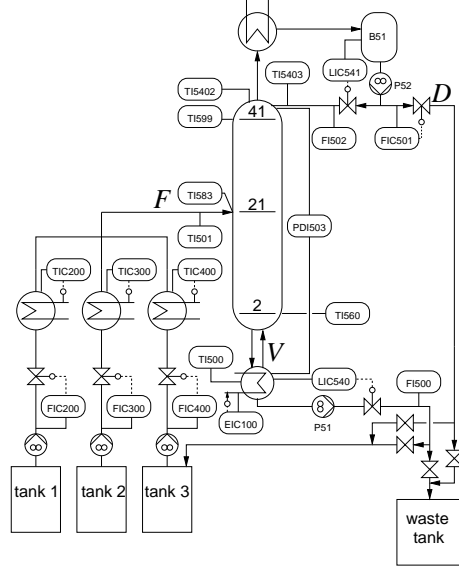 B51
P52
LIC541
TI5403
TI5402
TI599
41
D
FI502
FIC501
TI583
F
21
TI501
PDI503
TIC200
TIC300
TIC400
2
TI560
TI500
V
LIC540
FI500
EIC100
P51
FIC200
FIC300
FIC400
tank 1
tank 2
tank 3
waste
tank